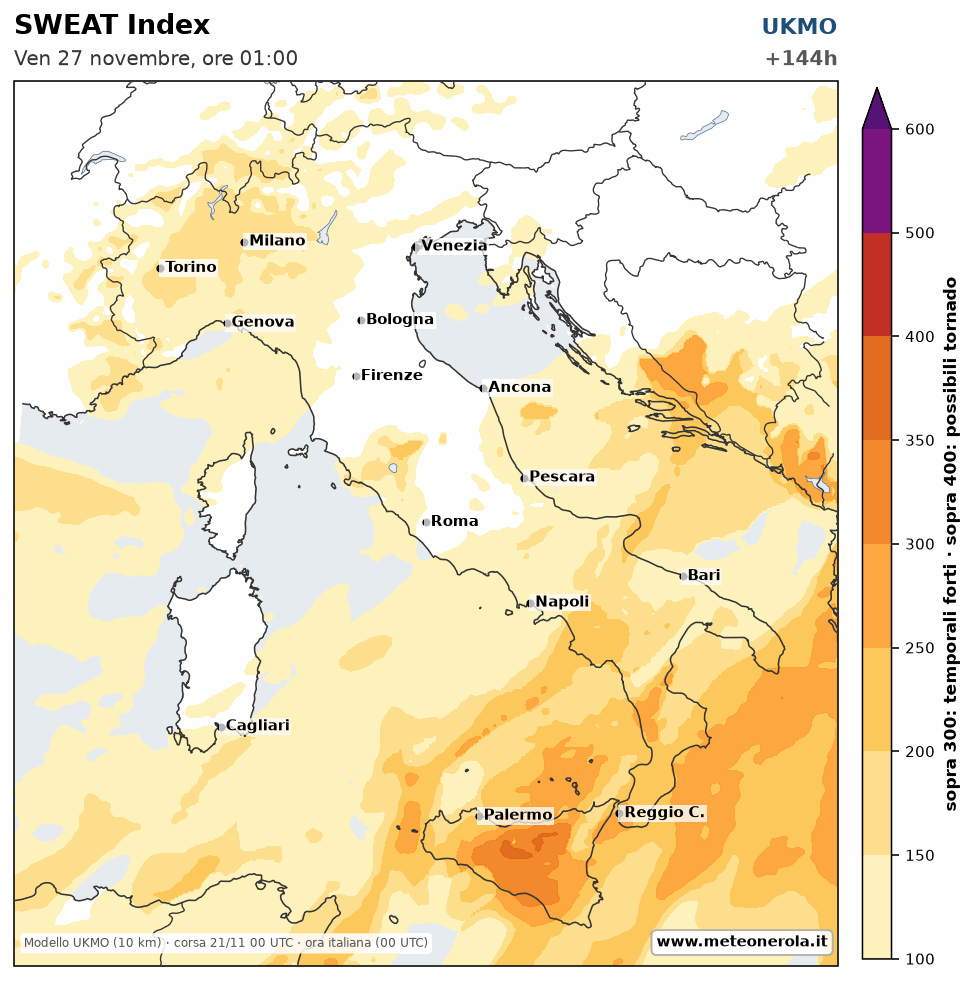 SWEAT Index
UKMO
Ven 27 novembre, ore 01:00
+144h
Milano
Torino
Venezia
Genova
Bologna
Firenze
Ancona
Pescara
Roma
Bari
Napoli
Cagliari
Palermo
Reggio C.
600
500
400
350
300
250
200
150
100
sopra 300: temporali forti · sopra 400: possibili tornado
Modello UKMO (10 km) · corsa 21/11 00 UTC · ora italiana (00 UTC)
www.meteonerola.it